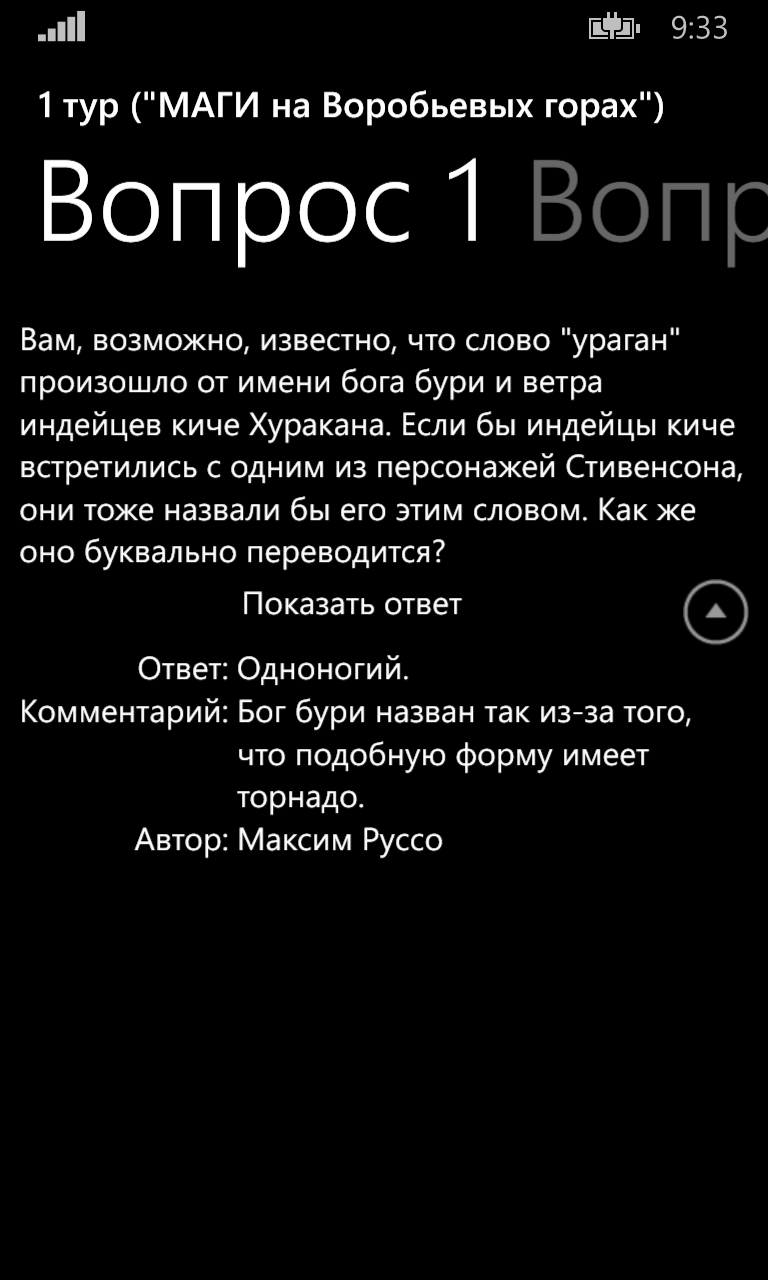 9:33
1 тур ("МАГИ на Воробьевых горах")
Вопрос 1 Вопр
Вам, возможно, известно, что слово "ураган"
произошло от имени бога бури и ветра
индейцев киче Хуракана. Если бы индейцы киче
встретились с одним из персонажей Стивенсона,
они тоже назвали бы его этим словом. Как же
оно буквально переводится?
Показать ответ
Ответ: Одноногий.
Комментарий: Бог бури назван так из-за того,
что подобную форму имеет
торнадо.
Автор: Максим Руссо